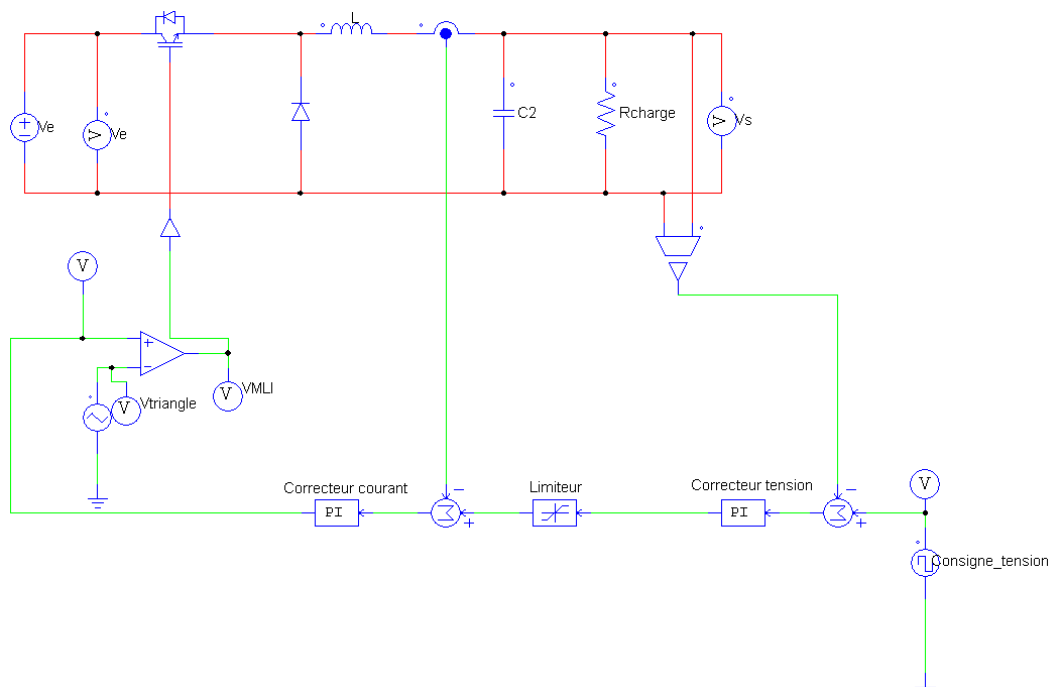 L
Ve
V
Ve
C2
Rcharge
V
Vs
V
+
−
V
Vtriangle
V
VMLI
Correcteur courant
PI
−
Σ
+
Limiteur
Correcteur tension
PI
−
Σ
+
V
Consigne_tension